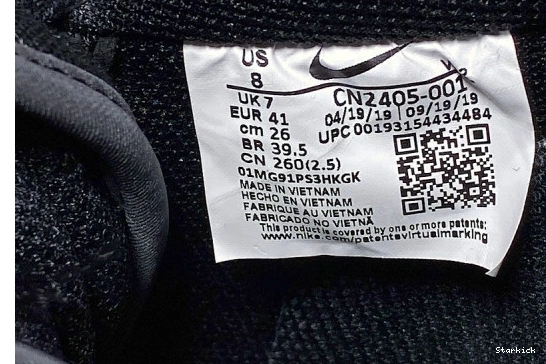 US
8
UK 7
EUR 41
cm 26
BR 39.5
CN 260(2.5)
CN2405-001
04/19/19 | 09/19/19
UPC 00193154434484
01MG91PS3HKGK
MADE IN VIETNAM
HECHO EN VIETNAM
FABRIQUE AU VIETNAM
FABRICADO NO VIETNÃ
This product is covered by one or more patents:
www.nike.com/patentsvirtualmarking
Starkick